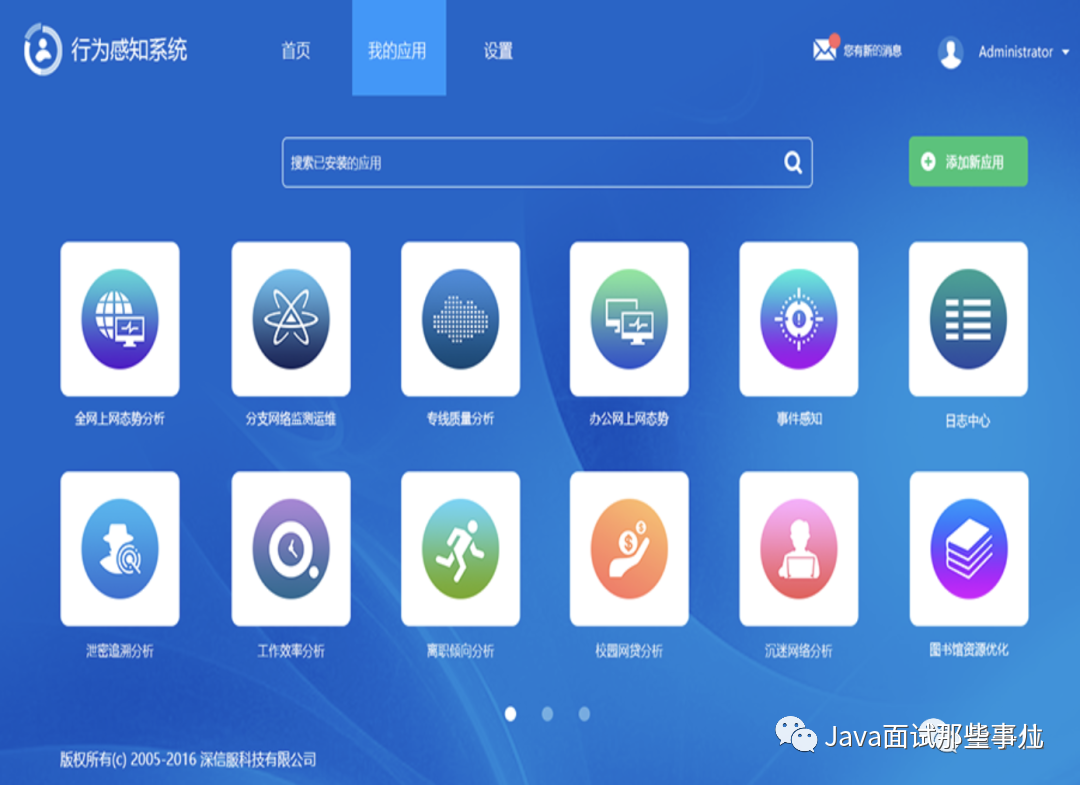 行为感知系统
首页
我的应用
设置
您有新的消息
Administrator
搜索已安装的应用
添加新应用
全网上网态势分析
分支网络监测运维
专线质量分析
办公网上网态势
事件感知
日志中心
泄密追溯分析
工作效率分析
离职倾向分析
校园网贷分析
沉迷网络分析
图书馆资源优化
版权所有(c) 2005-2016 深信服科技有限公司
Java面试那些事儿